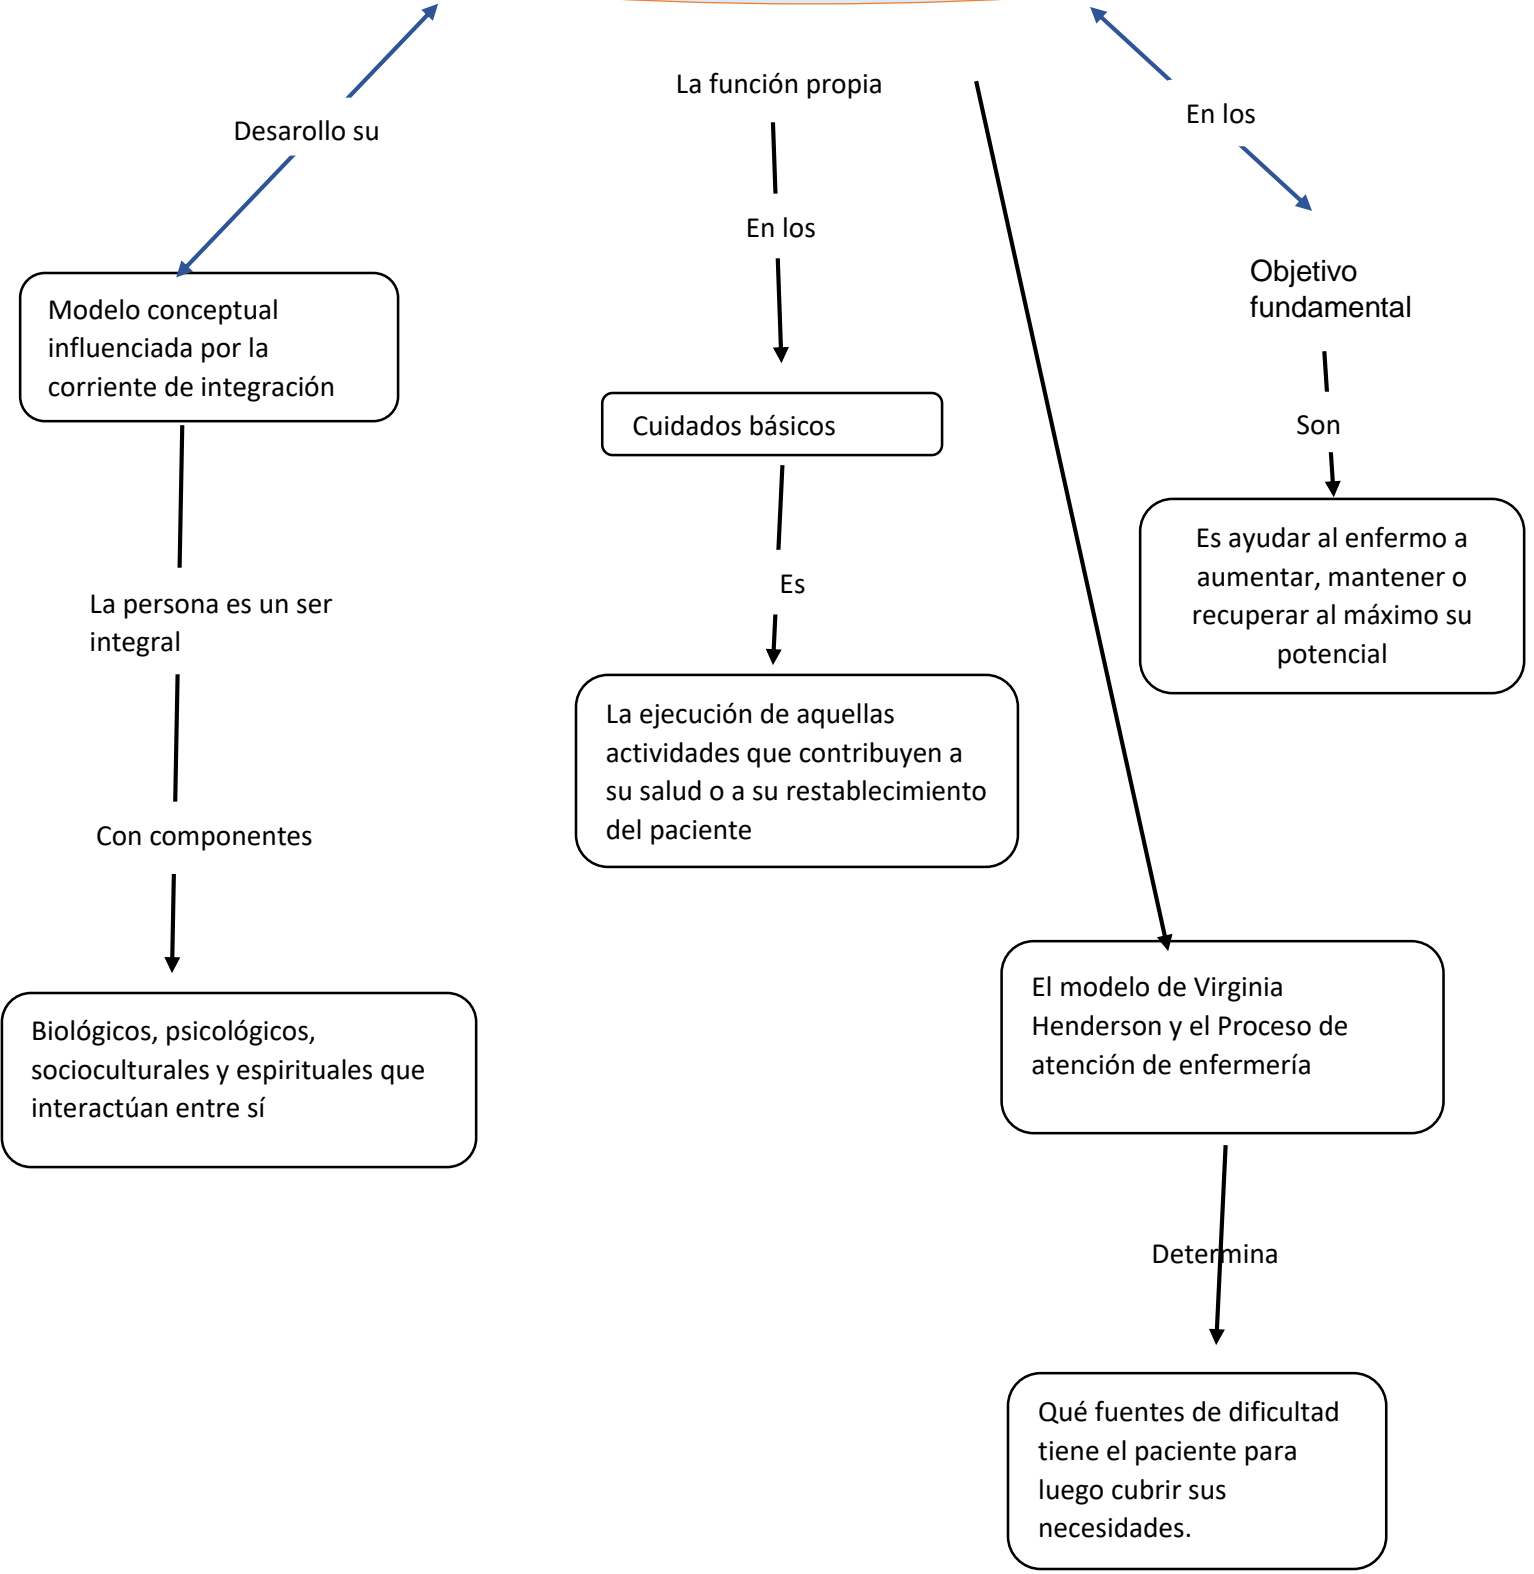 La función propia
En los
Desarollo su
En los
Objetivo
fundamental
Modelo conceptual
influenciada por la
corriente de integración
Cuidados básicos
Son
Es ayudar al enfermo a
aumentar, mantener o
recuperar al máximo su
potencial
Es
La persona es un ser
integral
La ejecución de aquellas
actividades que contribuyen a
su salud o a su restablecimiento
del paciente
Con componentes
El modelo de Virginia
Henderson y el Proceso de
atención de enfermería
Biológicos, psicológicos,
socioculturales y espirituales que
interactúan entre sí
Determina
Qué fuentes de dificultad
tiene el paciente para
luego cubrir sus
necesidades.